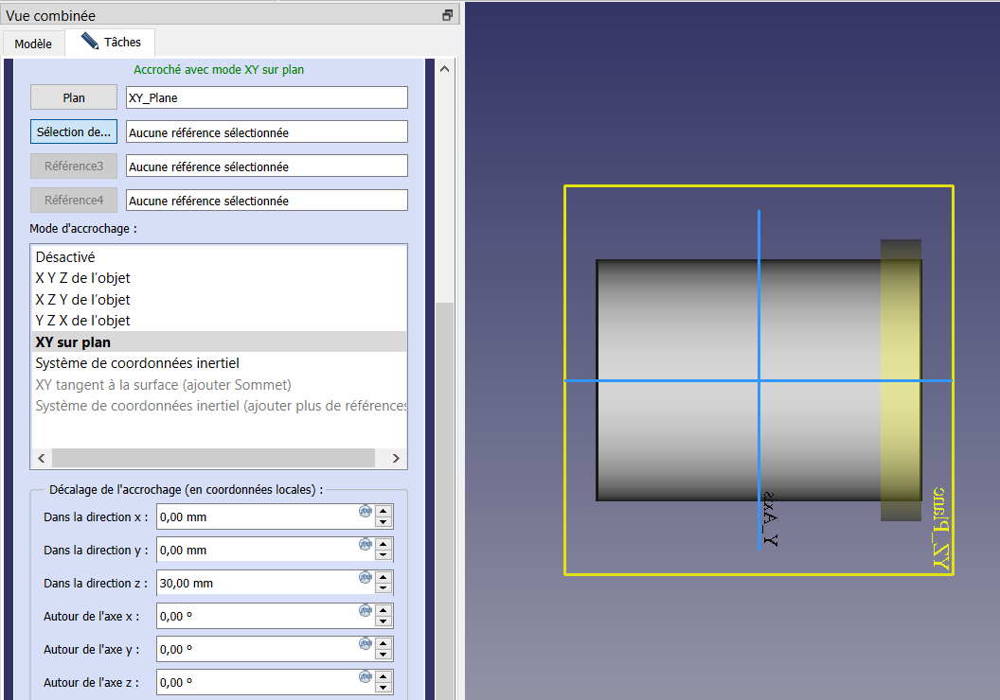 Vue combinée
Modèle
Tâches
Accroché avec mode XY sur plan
Plan
XY_Plane
Sélection de...
Aucune référence sélectionnée
Référence3
Aucune référence sélectionnée
Référence4
Aucune référence sélectionnée
Mode d'accrochage :
Désactivé
X Y Z de l’objet
X Z Y de l’objet
Y Z X de l’objet
XY sur plan
Système de coordonnées inertiel
XY tangent à la surface (ajouter Sommet)
Système de coordonnées inertiel (ajouter plus de références
Décalage de l'accrochage (en coordonnées locales) :
Dans la direction x :
0,00 mm
Dans la direction y :
0,00 mm
Dans la direction z :
30,00 mm
Autour de l'axe x :
0,00 °
Autour de l'axe y :
0,00 °
Autour de l'axe z :
0,00 °
Y_Axis
YZ_Plane